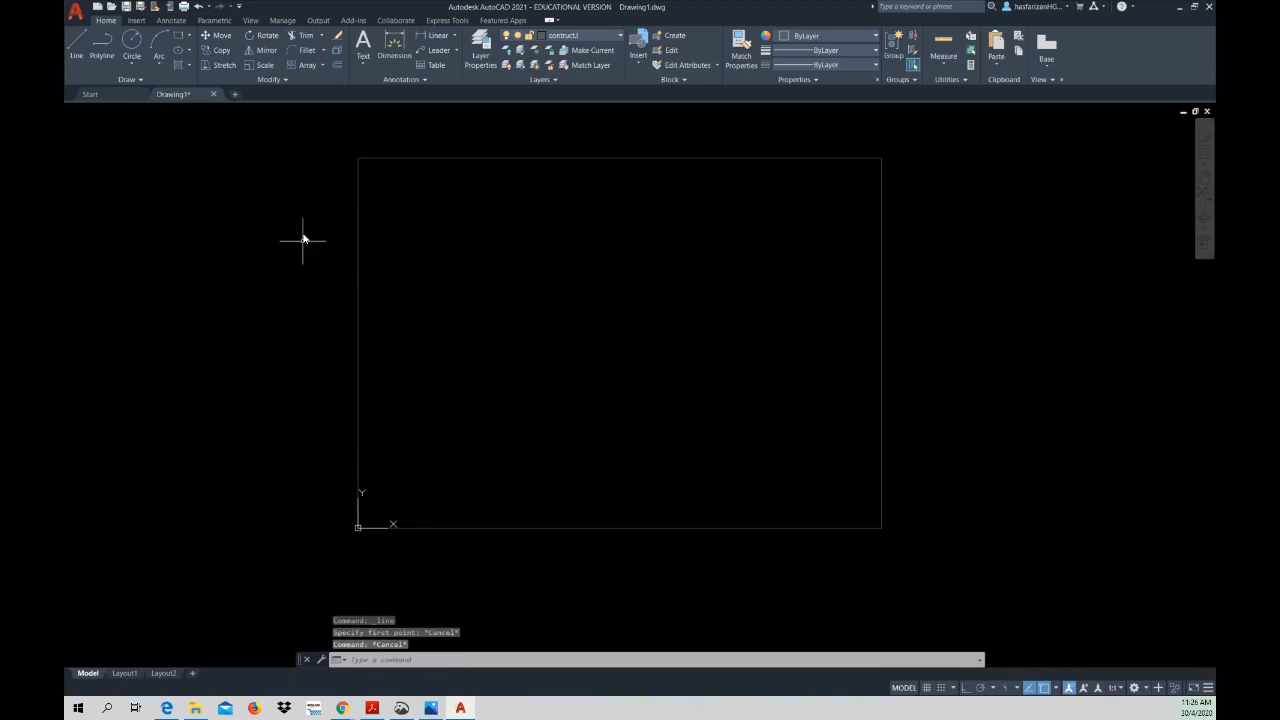 Autodesk AutoCAD 2021 - EDUCATIONAL VERSION Drawing1.dwg
Type a keyword or phrase
hasfarizanHG...
Home Insert Annotate Parametric View Manage Output Add-ins Collaborate Express Tools Featured Apps
Line Polyline Circle Arc
Draw
Move Rotate Trim
Copy Mirror Fillet
Stretch Scale Array
Modify
Text Dimension
Linear
Leader
Table
Annotation
Layer Properties
contruct.l
Make Current
Match Layer
Layers
Insert
Create
Edit
Edit Attributes
Block
Match Properties
ByLayer
ByLayer
ByLayer
Properties
Group
Groups
Measure
Utilities
Paste
Clipboard
Base
View
Start Drawing1*
Y
X
Command: _line
Specify first point: *Cancel*
Command: *Cancel*
Type a command
Model Layout1 Layout2
MODEL 1:1
11:26 AM
30/4/2020